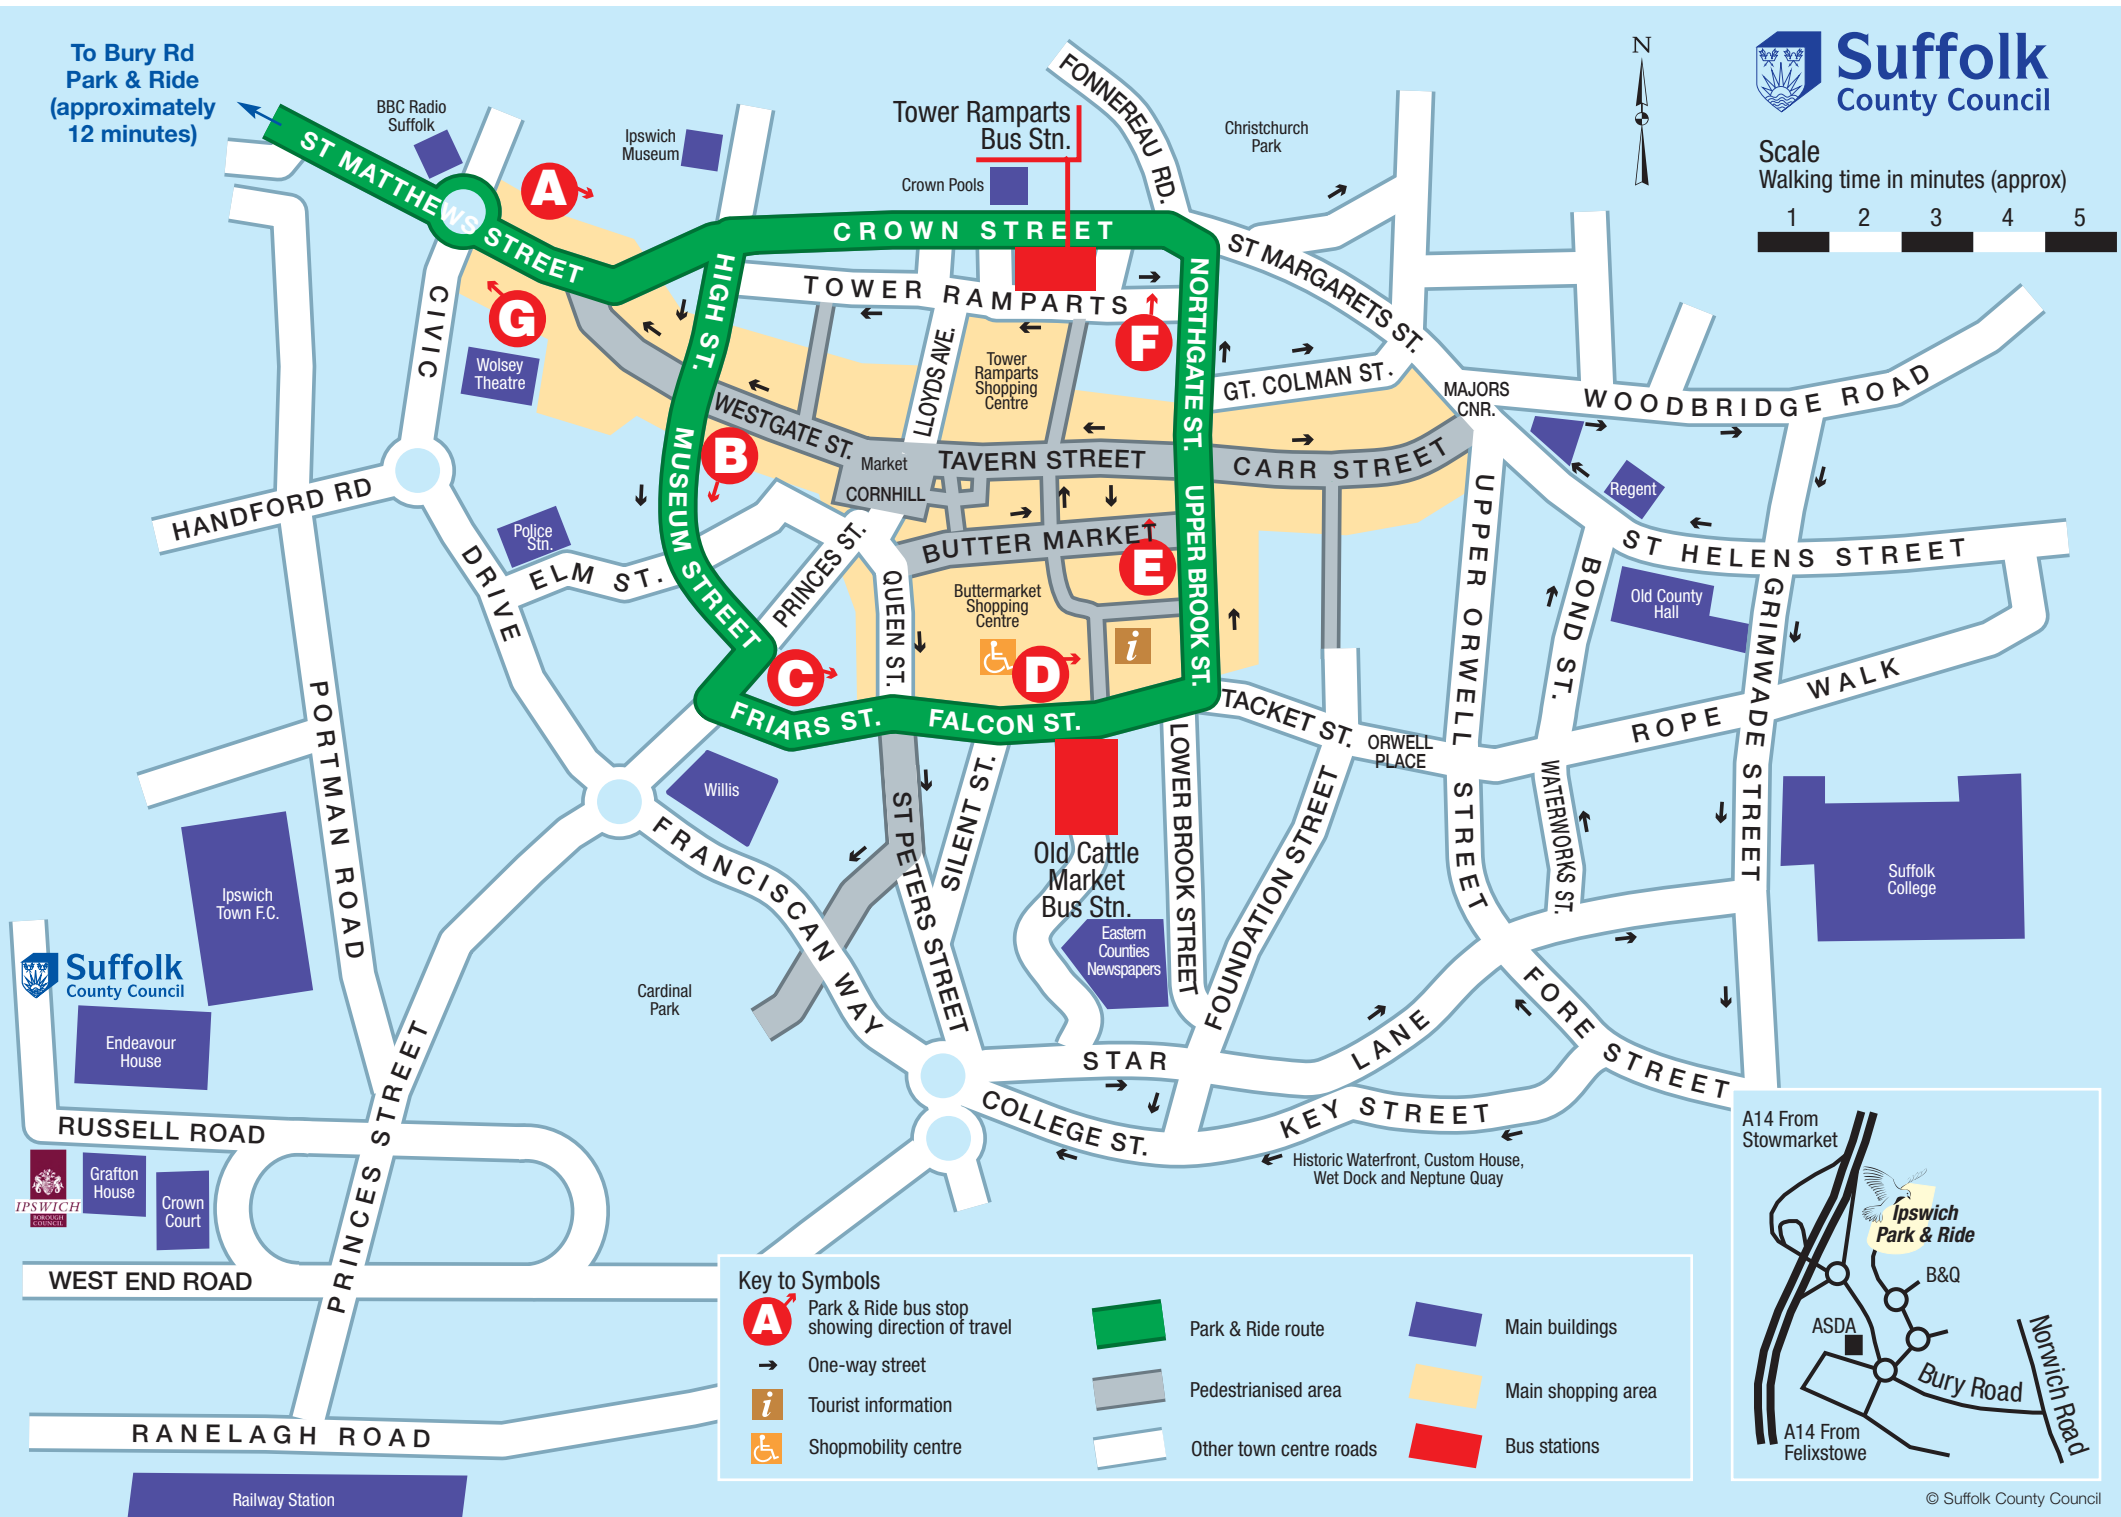 To Bury Rd
Park & Ride
(approximately
12 minutes)
BBC Radio
Suffolk
Ipswich
Museum
Tower Ramparts
Bus Stn.
Crown Pools
FONNEREAU RD.
Christchurch
Park
N
Suffolk
County Council
Scale
Walking time in minutes (approx)
1 2 3 4 5
ST MATTHEWS STREET
A
CROWN STREET
ST MARGARETS ST.
HIGH ST.
TOWER RAMPARTS
NORTHGATE ST.
CIVIC
DRIVE
G
F
Wolsey
Theatre
LLOYDS AVE.
Tower
Ramparts
Shopping
Centre
GT. COLMAN ST.
MAJORS
CNR.
WOODBRIDGE ROAD
WESTGATE ST.
Market
CORNHILL
TAVERN STREET
CARR STREET
B
MUSEUM STREET
UPPER BROOK ST.
Regent
HANDFORD RD
Police
Stn.
ELM ST.
PRINCES ST.
BUTTER MARKET
E
QUEEN ST.
Buttermarket
Shopping
Centre
i
C
D
UPPER ORWELL STREET
BOND ST.
ST HELENS STREET
Old County
Hall
GRIMWADE STREET
ROPE WALK
FRIARS ST.
FALCON ST.
TACKET ST.
ORWELL
PLACE
PORTMAN ROAD
Willis
FRANCISCAN WAY
ST PETERS STREET
SILENT ST.
Old Cattle
Market
Bus Stn.
LOWER BROOK STREET
FOUNDATION STREET
WATERWORKS ST.
Suffolk
College
Ipswich
Town F.C.
Eastern
Counties
Newspapers
Suffolk
County Council
Cardinal
Park
Endeavour
House
FORE STREET
STAR LANE
RUSSELL ROAD
COLLEGE ST.
KEY STREET
Historic Waterfront, Custom House,
Wet Dock and Neptune Quay
IPSWICH
BOROUGH
COUNCIL
Grafton
House
Crown
Court
PRINCES STREET
WEST END ROAD
RANELAGH ROAD
Railway Station
Key to Symbols
A
Park & Ride bus stop
showing direction of travel
One-way street
i
Tourist information
Shopmobility centre
Park & Ride route
Pedestrianised area
Other town centre roads
Main buildings
Main shopping area
Bus stations
A14 From
Stowmarket
Ipswich
Park & Ride
B&Q
ASDA
Bury Road
Norwich Road
A14 From
Felixstowe
© Suffolk County Council